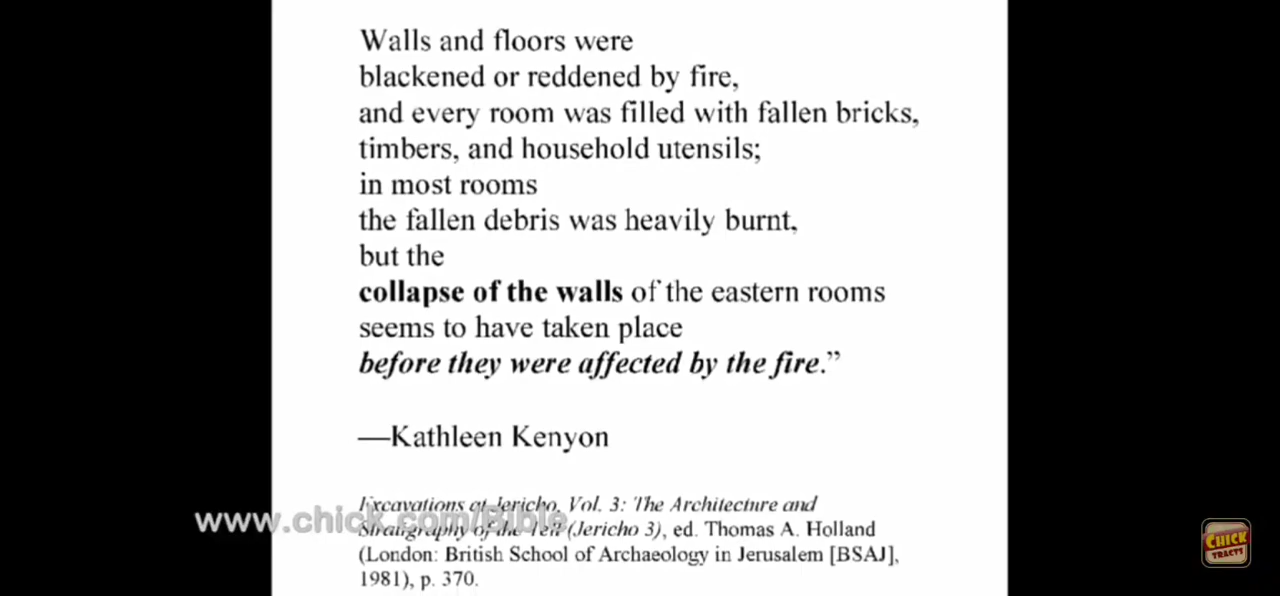 Walls and floors were
blackened or reddened by fire,
and every room was filled with fallen bricks,
timbers, and household utensils;
in most rooms
the fallen debris was heavily burnt,
but the
collapse of the walls of the eastern rooms
seems to have taken place
before they were affected by the fire.”
—Kathleen Kenyon
Excavations at Jericho, Vol. 3: The Architecture and
www.chick.com/Bible
Stratigraphy of the Tell (Jericho 3), ed. Thomas A. Holland
(London: British School of Archaeology in Jerusalem [BSAJ],
1981), p. 370.
CHICK
TRACTS